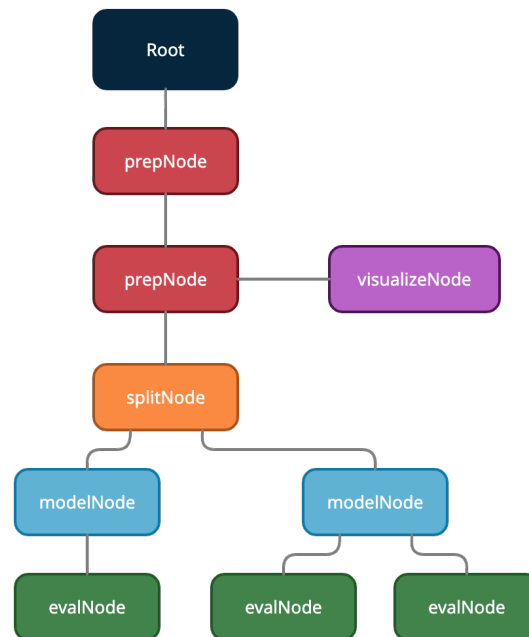 Root
prepNode
prepNode
visualizeNode
splitNode
modelNode
modelNode
evalNode
evalNode
evalNode